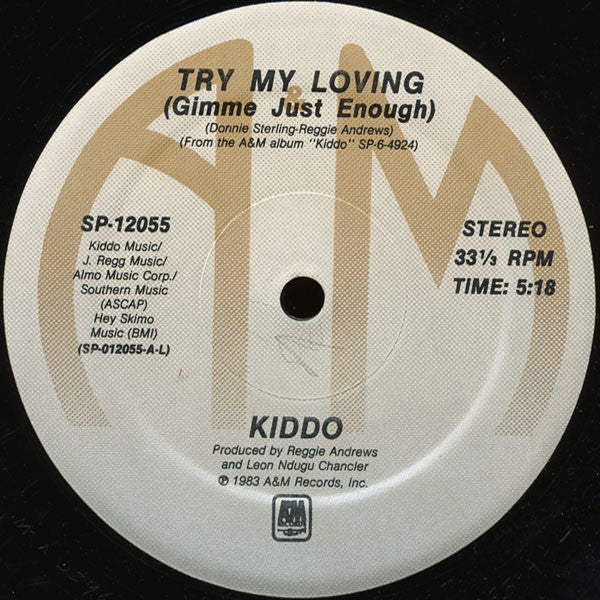 TRY MY LOVING
(Gimme Just Enough)
(Donnie Sterling-Reggie Andrews)
(From the A&M album "Kiddo" SP-6-4924)
A&M
SP-12055
Kiddo Music/
J. Regg Music/
Almo Music Corp./
Southern Music
(ASCAP)
Hey Skimo
Music (BMI)
(SP-012055-A-L)
STEREO
33⅓ RPM
TIME: 5:18
KIDDO
Produced by Reggie Andrews
and Leon Ndugu Chancler
℗ 1983 A&M Records, Inc.
A&M
RECORDS